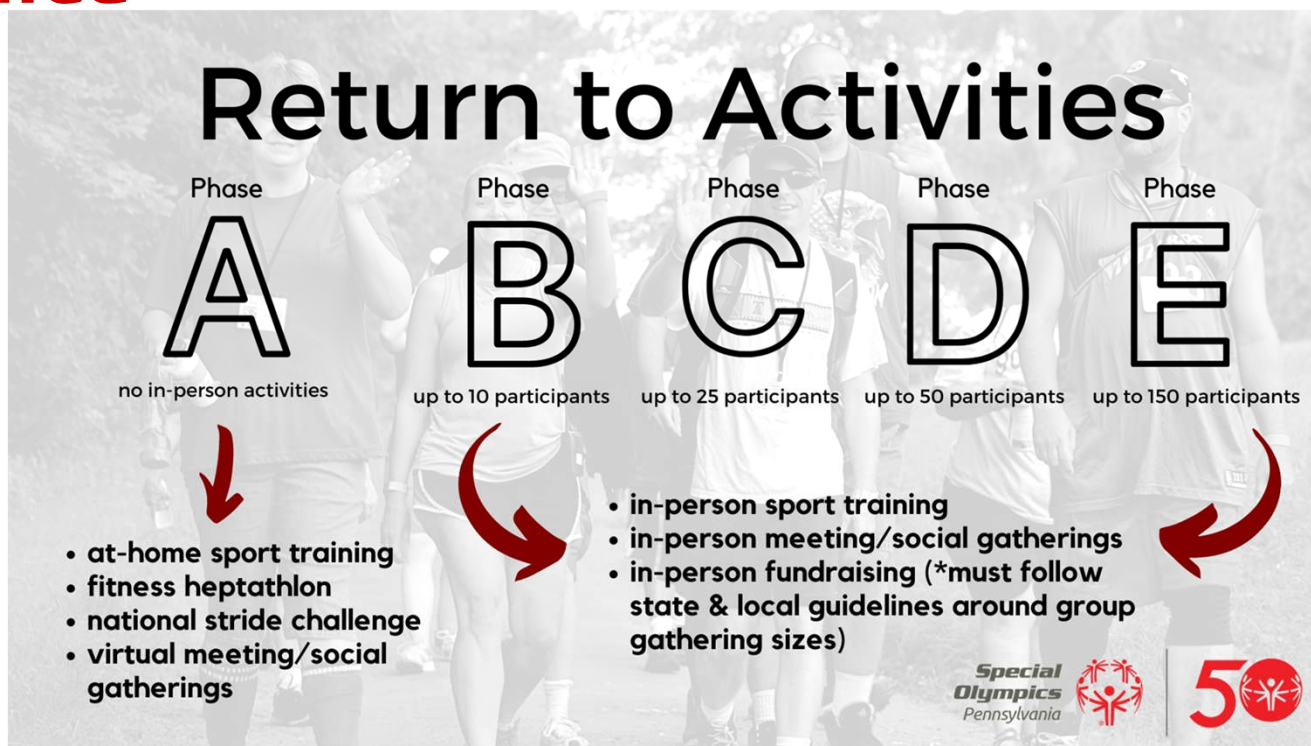 Return to Activities
Phase
A
no in-person activities
Phase
B
up to 10 participants
Phase
C
up to 25 participants
Phase
D
up to 50 participants
Phase
E
up to 150 participants
• at-home sport training
• fitness heptathlon
• national stride challenge
• virtual meeting/social
gatherings
• in-person sport training
• in-person meeting/social gatherings
• in-person fundraising (*must follow
state & local guidelines around group
gathering sizes)
Special
Olympics
Pennsylvania
50